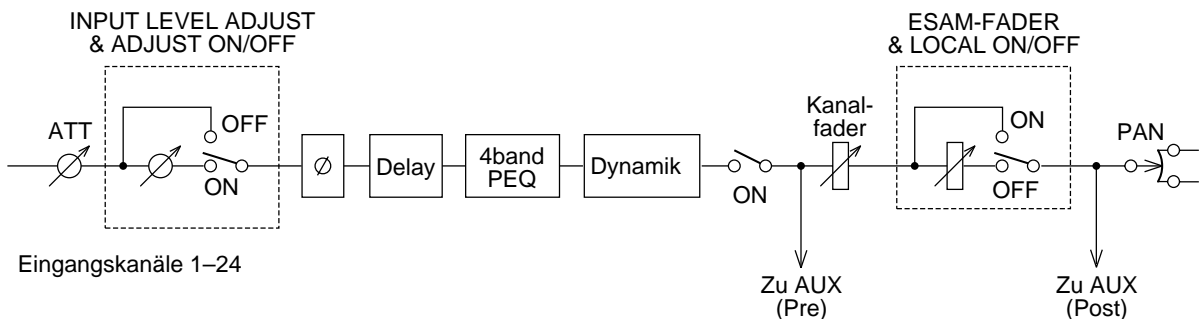 INPUT LEVEL ADJUST
& ADJUST ON/OFF
ESAM-FADER
& LOCAL ON/OFF
ATT
OFF
ON
Ø
Delay
4band
PEQ
Dynamik
ON
Kanal-
fader
ON
OFF
PAN
Eingangskanäle 1–24
Zu AUX
(Pre)
Zu AUX
(Post)